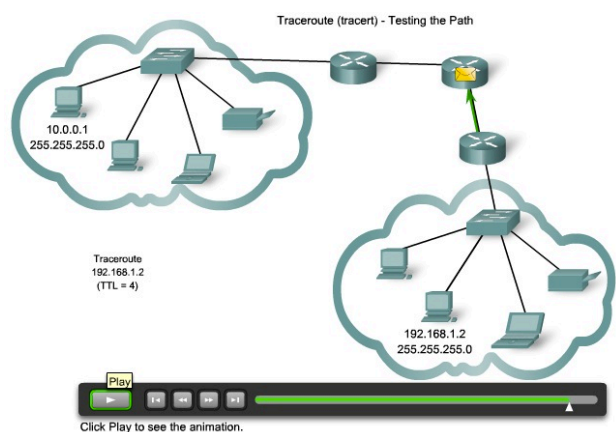 Traceroute (tracert) - Testing the Path
10.0.0.1
255.255.255.0
Traceroute
192.168.1.2
(TTL = 4)
192.168.1.2
255.255.255.0
Play
Click Play to see the animation.